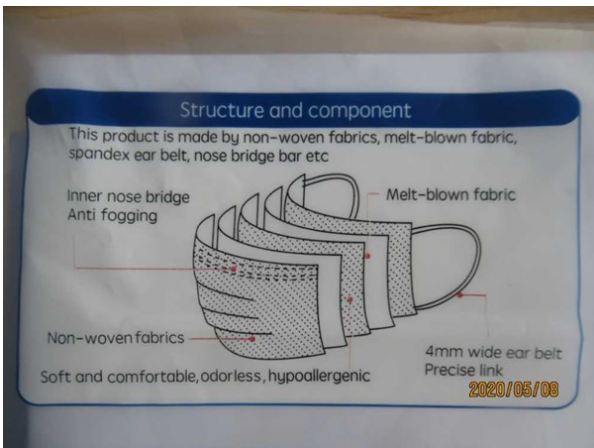 Structure and component
This product is made by non-woven fabrics, melt-blown fabric,
spandex ear belt, nose bridge bar etc
Inner nose bridge
Anti fogging
Melt-blown fabric
Non-woven fabrics
4mm wide ear belt
Precise link
Soft and comfortable, odorless, hypoallergenic
2020/05/08